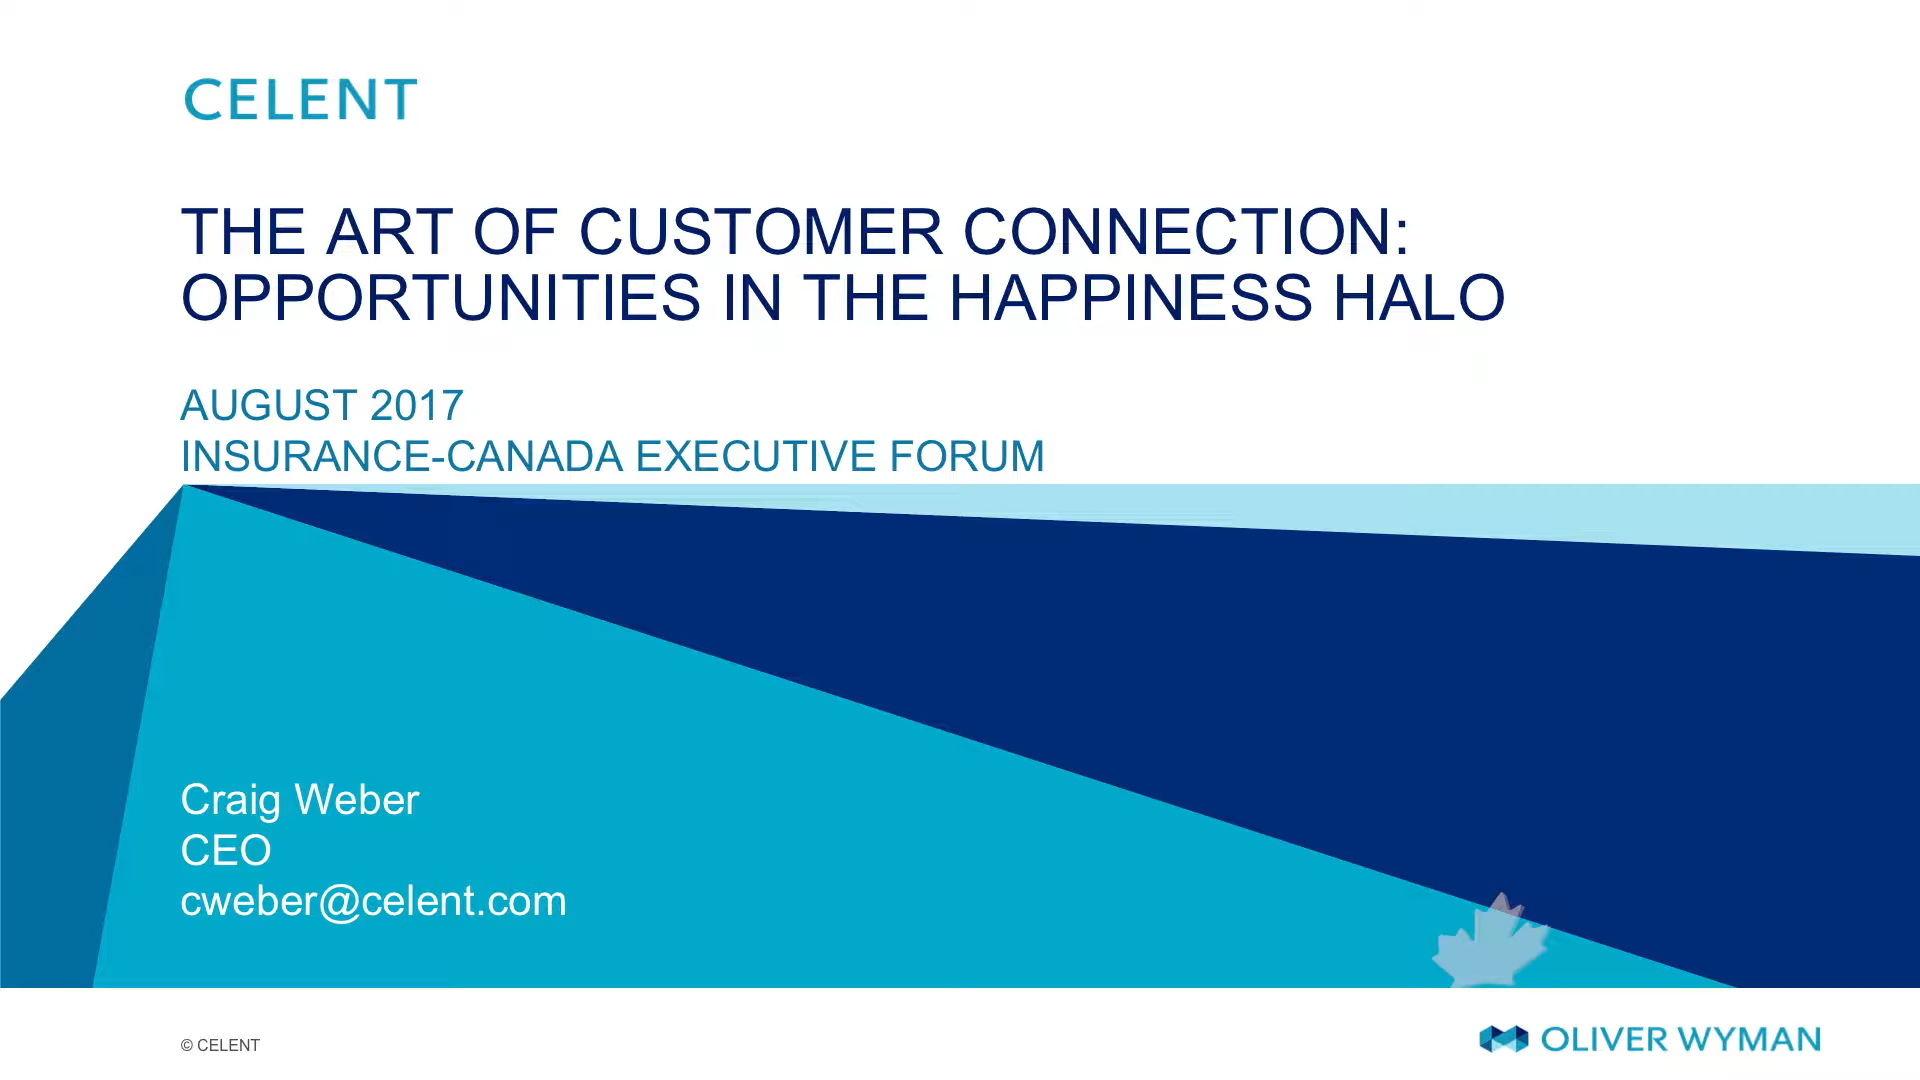 CELENT
THE ART OF CUSTOMER CONNECTION:
OPPORTUNITIES IN THE HAPPINESS HALO
AUGUST 2017
INSURANCE-CANADA EXECUTIVE FORUM
Craig Weber
CEO
cweber@celent.com
© CELENT
OLIVER WYMAN